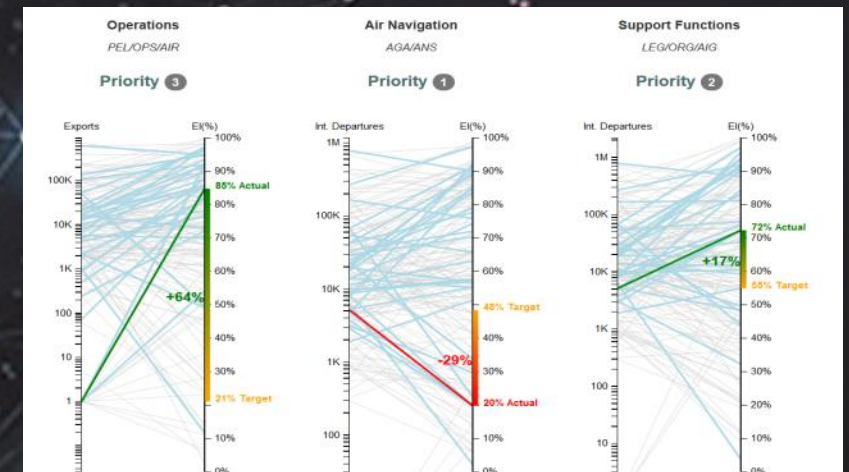 Operations
PEL/OPS/AIR
Priority 3
Exports
EI(%)
100K
10K
1K
100
10
1
100%
90%
85% Actual
80%
70%
60%
+64%
50%
40%
30%
21% Target
10%
0%
Air Navigation
AGA/ANS
Priority 1
Int. Departures
EI(%)
1M
100K
10K
1K
100
100%
90%
80%
70%
60%
48% Target
40%
-29%
30%
20% Actual
10%
0%
Support Functions
LEG/ORG/AIG
Priority 2
Int. Departures
EI(%)
1M
100K
10K
1K
100
10
100%
90%
80%
72% Actual
70%
+17%
60%
55% Target
50%
40%
30%
20%
10%
0%